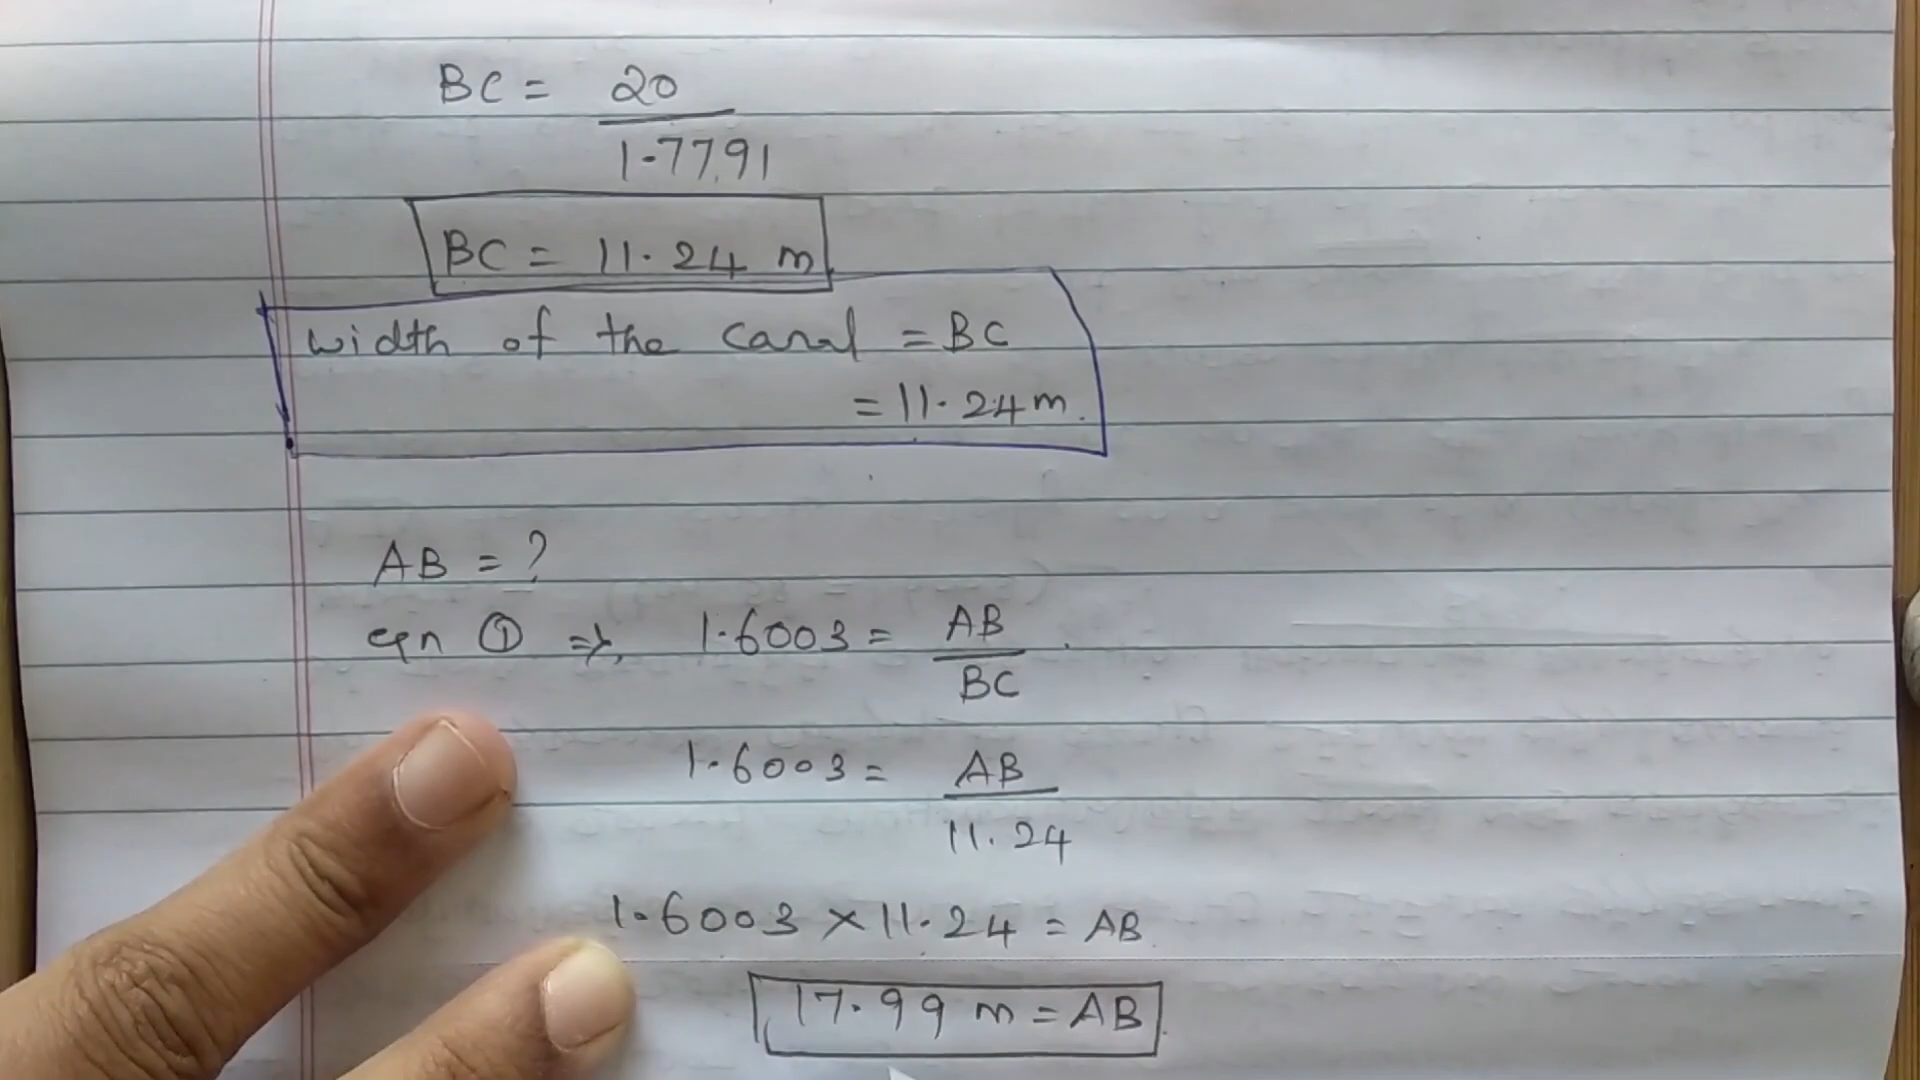 BC = 20
1.7791
BC = 11.24 m
width of the canal = BC
= 11.24m.
AB = ?
eqn ① ⇒, 1.6003 = AB
BC
1.6003 = AB
11.24
1.6003 × 11.24 = AB
17.99 m = AB